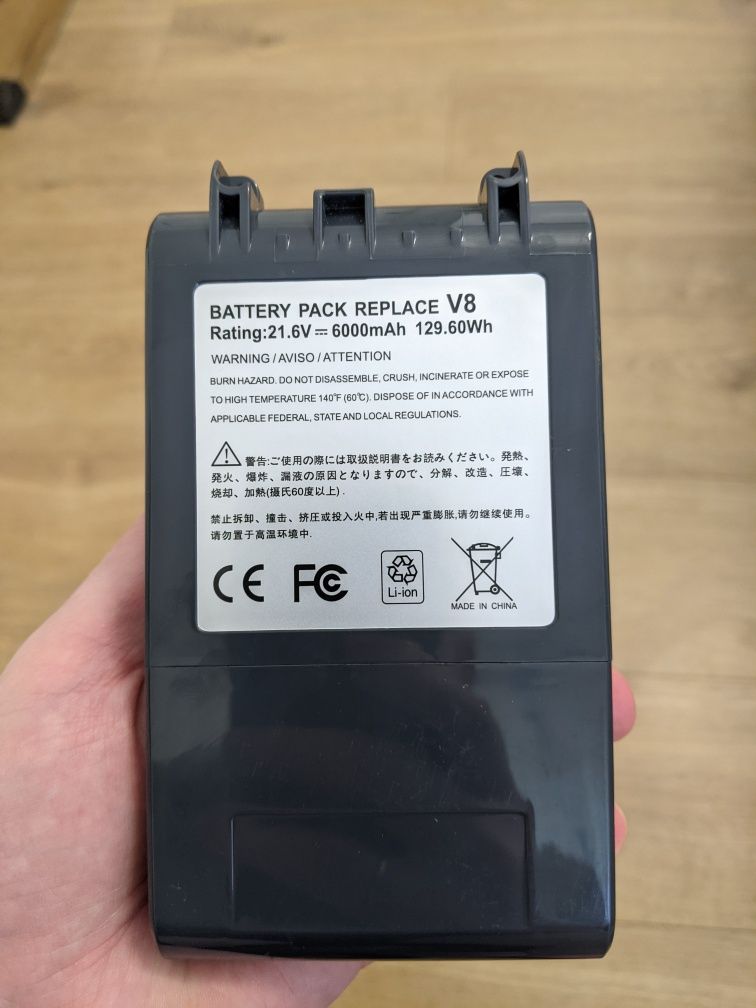 BATTERY PACK REPLACE V8
Rating:21.6V⎓6000mAh 129.60Wh
WARNING / AVISO / ATTENTION
BURN HAZARD. DO NOT DISASSEMBLE, CRUSH, INCINERATE OR EXPOSE
TO HIGH TEMPERATURE 140℉ (60℃). DISPOSE OF IN ACCORDANCE WITH
APPLICABLE FEDERAL, STATE AND LOCAL REGULATIONS.
警告:ご使用の際には取扱説明書をお読みください。発熱、
発火、爆炸、漏液の原因となりますので、分解、改造、圧壊、
烧却、加熱(摄氏60度以上) .
禁止拆卸、撞击、挤圧或投入火中,若出现严重膨胀,请勿继续使用。
请勿置于高温环境中.
CE FC Li-ion
MADE IN CHINA